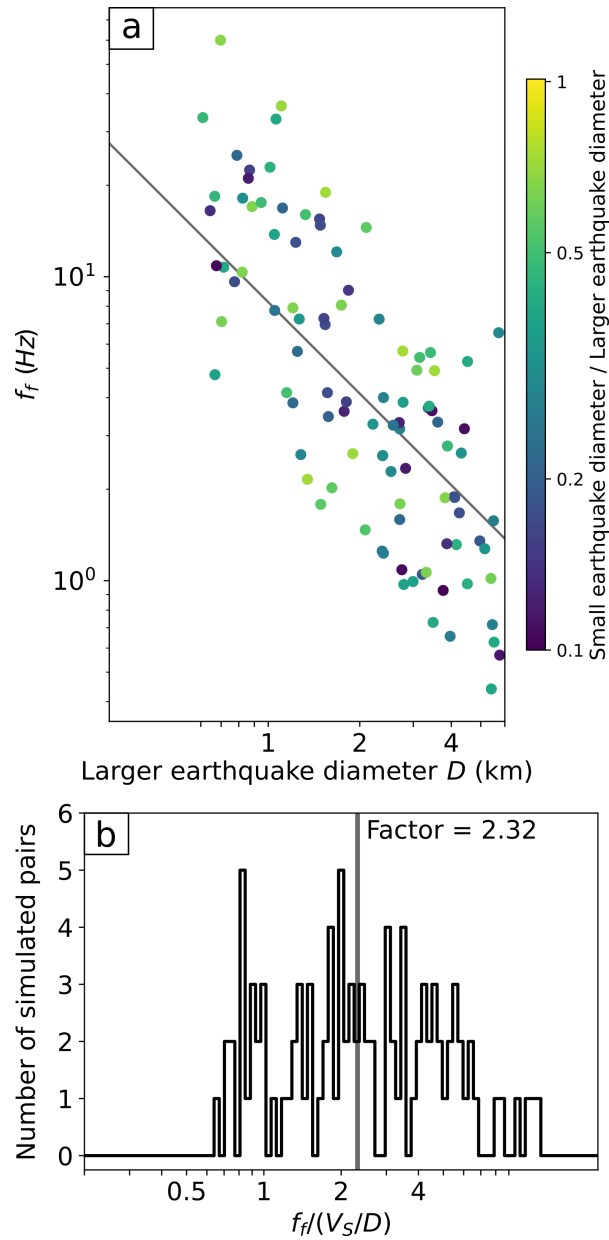 a
f_f (Hz)
10^1
10^0
1 2 4
Larger earthquake diameter D (km)
1
0.5
0.2
0.1
Small earthquake diameter / Larger earthquake diameter
b
Factor = 2.32
Number of simulated pairs
6
5
4
3
2
1
0
0.5 1 2 4
f_f/(V_S/D)